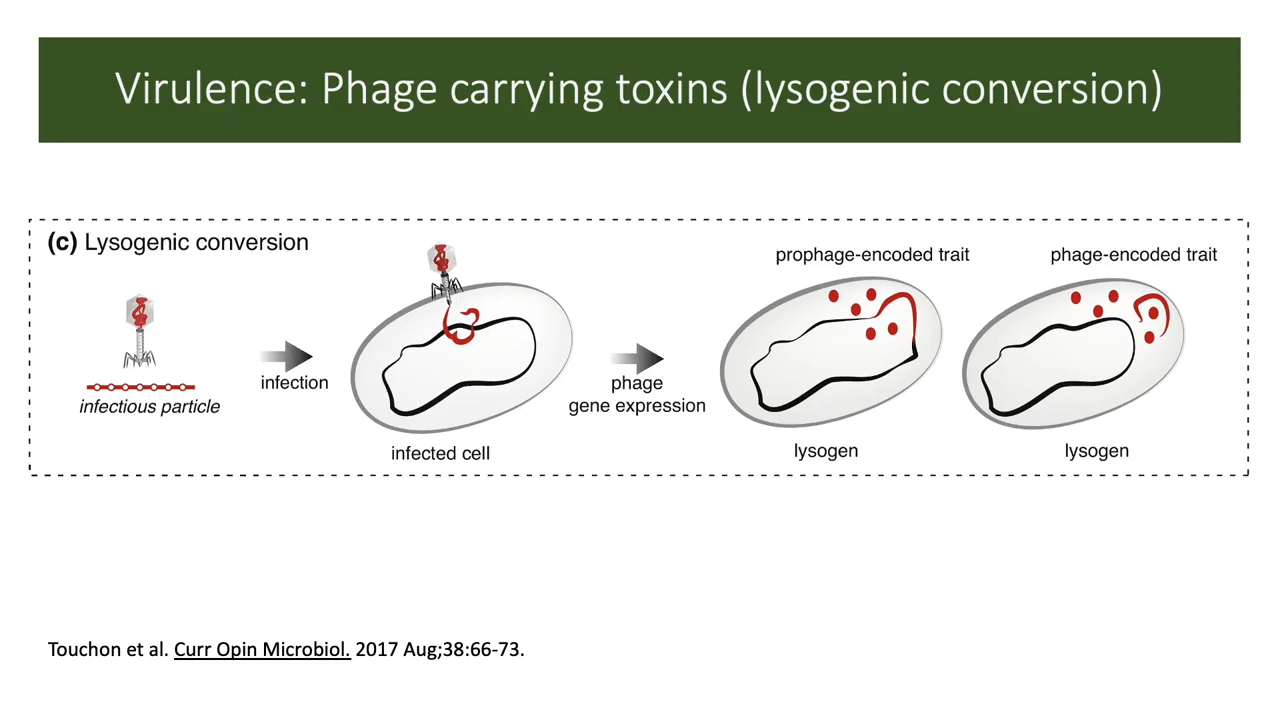 Virulence: Phage carrying toxins (lysogenic conversion)
(c) Lysogenic conversion
infectious particle
infection
infected cell
phage
gene expression
prophage-encoded trait
lysogen
phage-encoded trait
lysogen
Touchon et al. Curr Opin Microbiol. 2017 Aug;38:66-73.